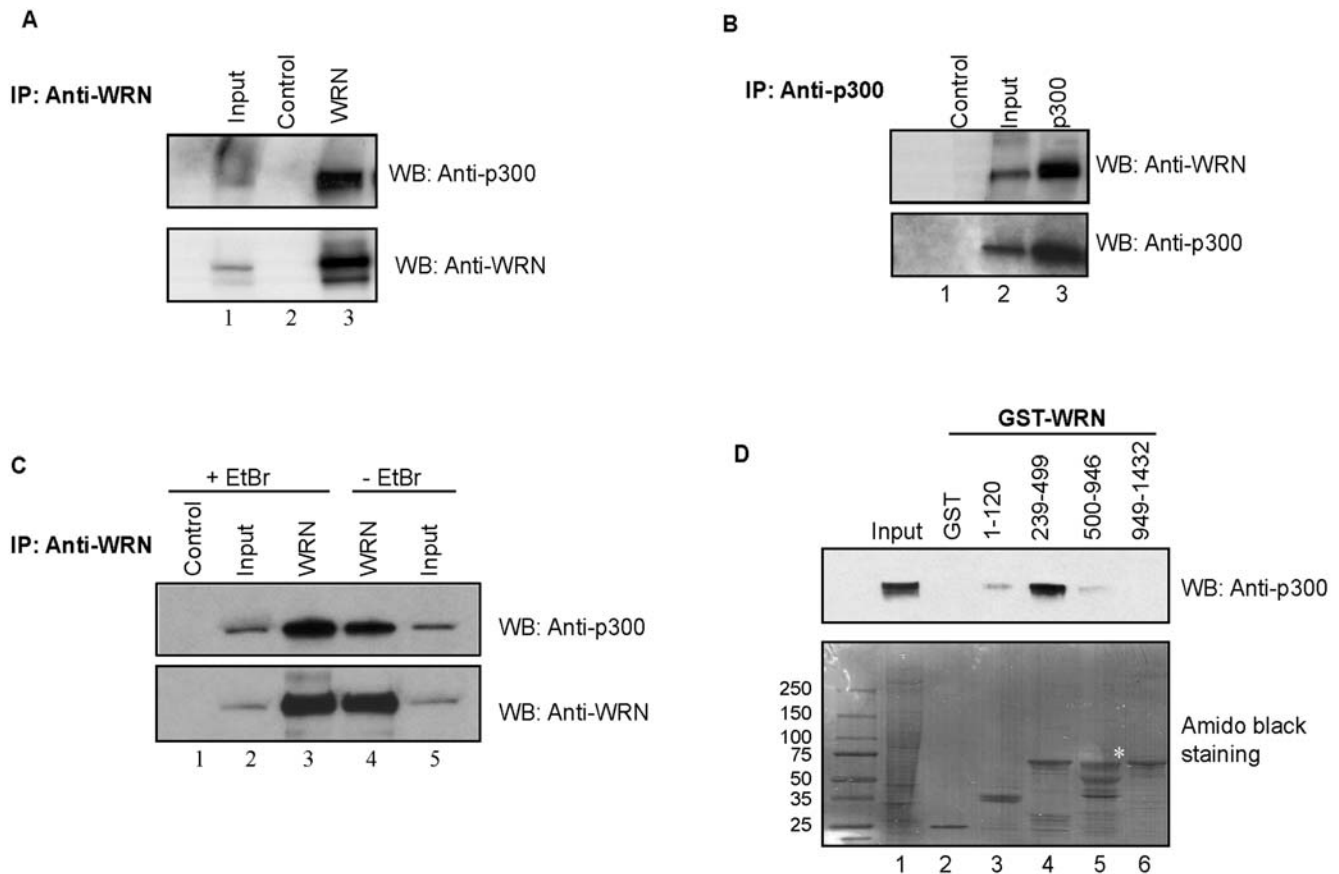 A
IP: Anti-WRN
Input
Control
WRN
WB: Anti-p300
WB: Anti-WRN
1 2 3
B
IP: Anti-p300
Control
Input
p300
WB: Anti-WRN
WB: Anti-p300
1 2 3
C
+ EtBr
- EtBr
IP: Anti-WRN
Control
Input
WRN
WRN
Input
WB: Anti-p300
WB: Anti-WRN
1 2 3 4 5
D
GST-WRN
Input
GST
1-120
239-499
500-946
949-1432
WB: Anti-p300
250
150
100
75
50
35
25
*
Amido black
staining
1 2 3 4 5 6